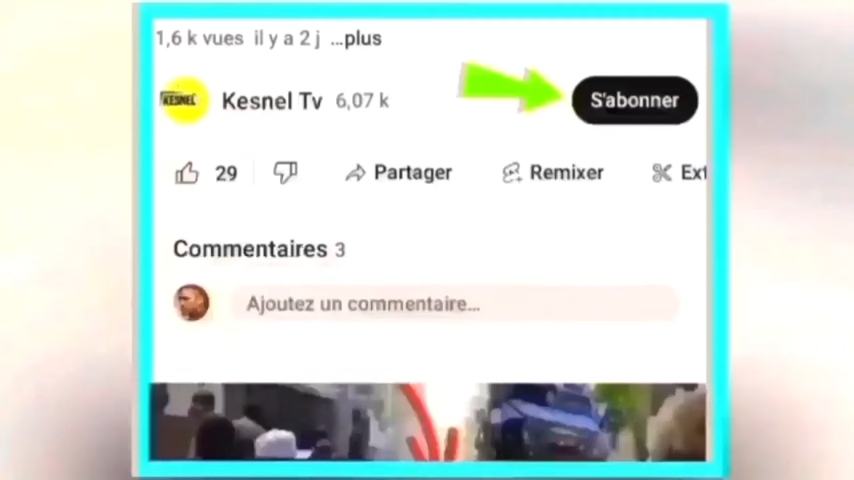 1,6 k vues il y a 2 j ...plus
KESNEL
Kesnel Tv 6,07 k
S'abonner
29
Partager
Remixer
Ext
Commentaires 3
Ajoutez un commentaire...